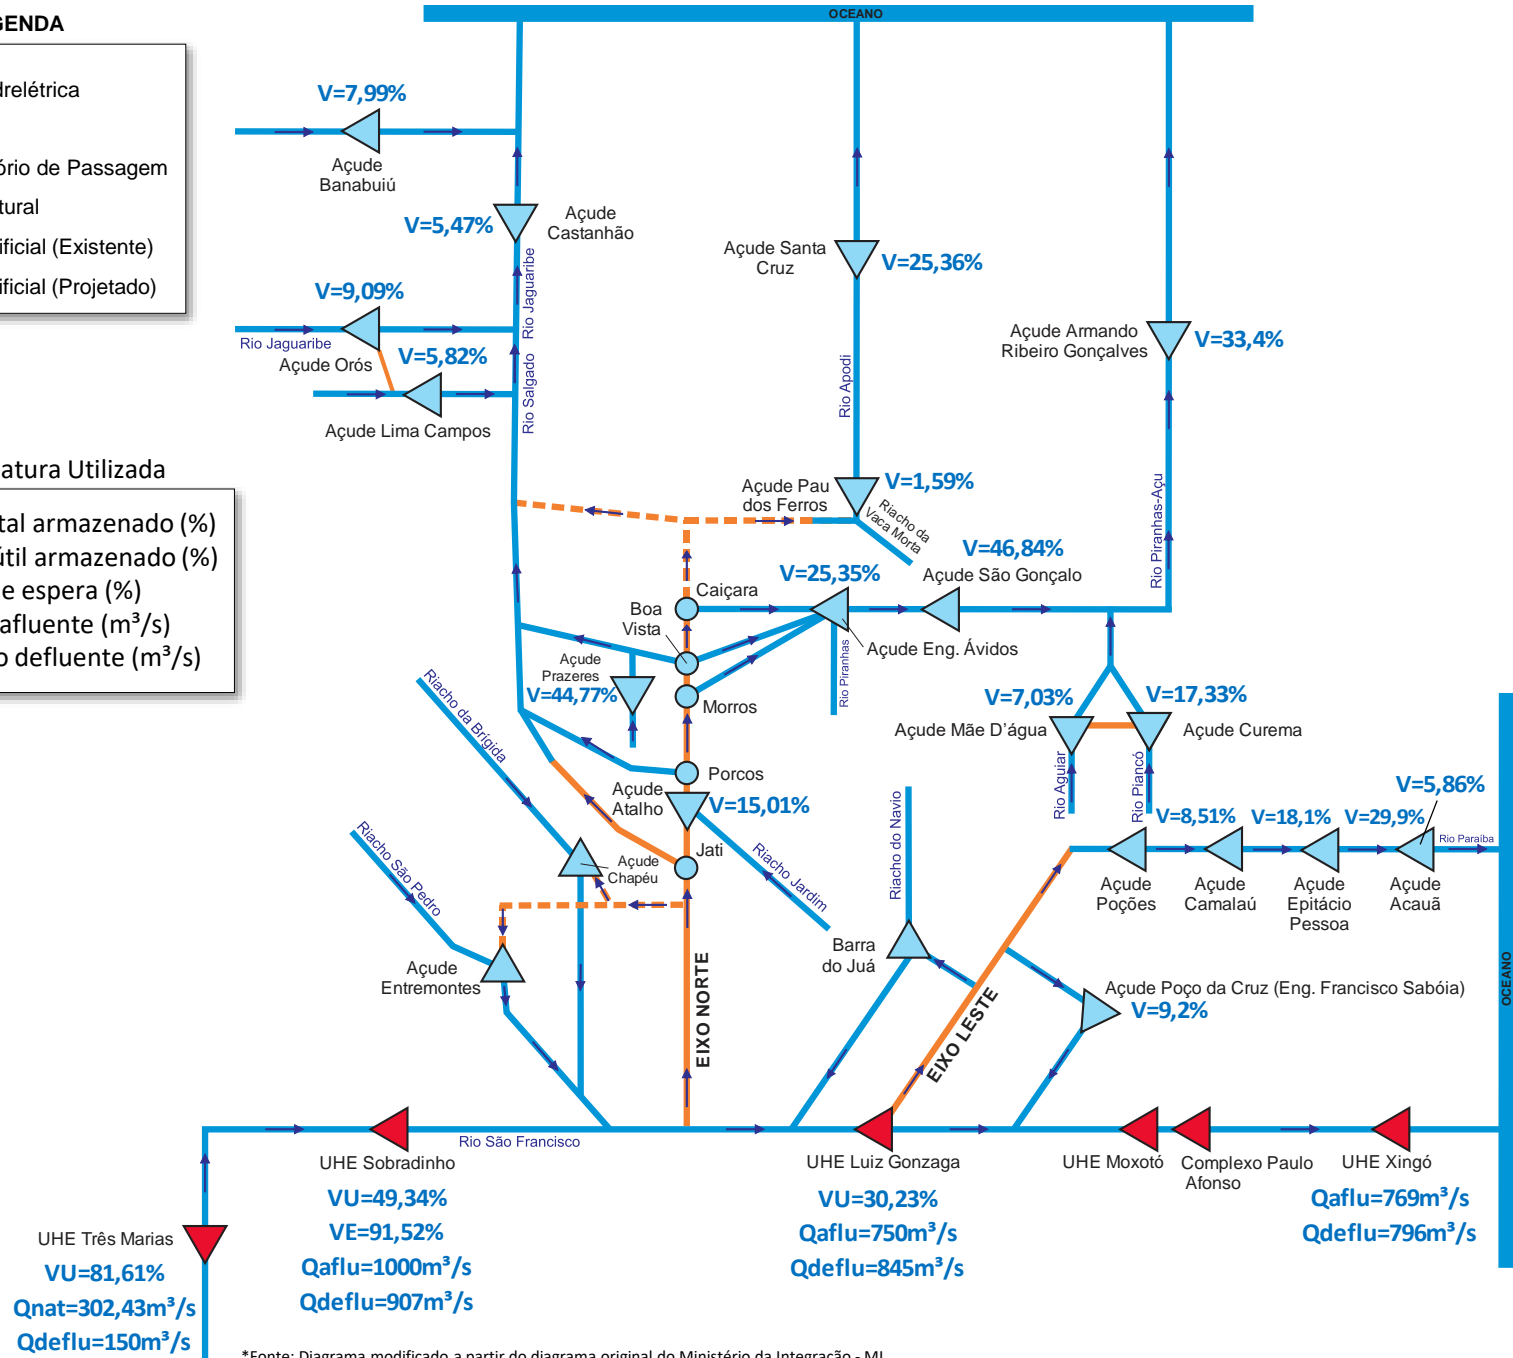 OCEANO
GENDA
drelétrica
ório de Passagem
tural
ificial (Existente)
ificial (Projetado)
V=7,99%
Açude
Banabuiú
V=5,47%
Açude
Castanhão
Rio Jaguaribe
V=9,09%
Rio Jaguaribe
Açude Orós
V=5,82%
Açude Lima Campos
Rio Salgado
Açude Santa
Cruz
V=25,36%
Rio Apodi
Açude Armando
Ribeiro Gonçalves
V=33,4%
Rio Piranhas-Açu
atura Utilizada
tal armazenado (%)
útil armazenado (%)
e espera (%)
afluente (m³/s)
o defluente (m³/s)
Açude Pau
dos Ferros
V=1,59%
Riacho da
Vaca Morta
V=46,84%
Açude São Gonçalo
V=25,35%
Caiçara
Boa
Vista
Açude Eng. Ávidos
Rio Piranhas
Açude
Prazeres
V=44,77%
Morros
Riacho da Brígida
Porcos
Açude
Atalho
V=15,01%
Jati
Riacho Jardim
Açude
Chapéu
Riacho São Pedro
Açude
Entremontes
EIXO NORTE
V=7,03%
Açude Mãe D'água
V=17,33%
Açude Curema
Rio Aguiar
Rio Piancó
Riacho do Navio
Barra
do Juá
EIXO LESTE
V=5,86%
V=8,51%
V=18,1%
V=29,9%
Rio Paraíba
Açude
Poções
Açude
Camalaú
Açude
Epitácio
Pessoa
Açude
Acauã
Açude Poço da Cruz (Eng. Francisco Sabóia)
V=9,2%
OCEANO
Rio São Francisco
UHE Sobradinho
VU=49,34%
VE=91,52%
Qaflu=1000m³/s
Qdeflu=907m³/s
UHE Luiz Gonzaga
VU=30,23%
Qaflu=750m³/s
Qdeflu=845m³/s
UHE Moxotó
Complexo Paulo
Afonso
UHE Xingó
Qaflu=769m³/s
Qdeflu=796m³/s
UHE Três Marias
VU=81,61%
Qnat=302,43m³/s
Qdeflu=150m³/s
*Fonte: Diagrama modificado a partir do diagrama original do Ministério da Integração - MI